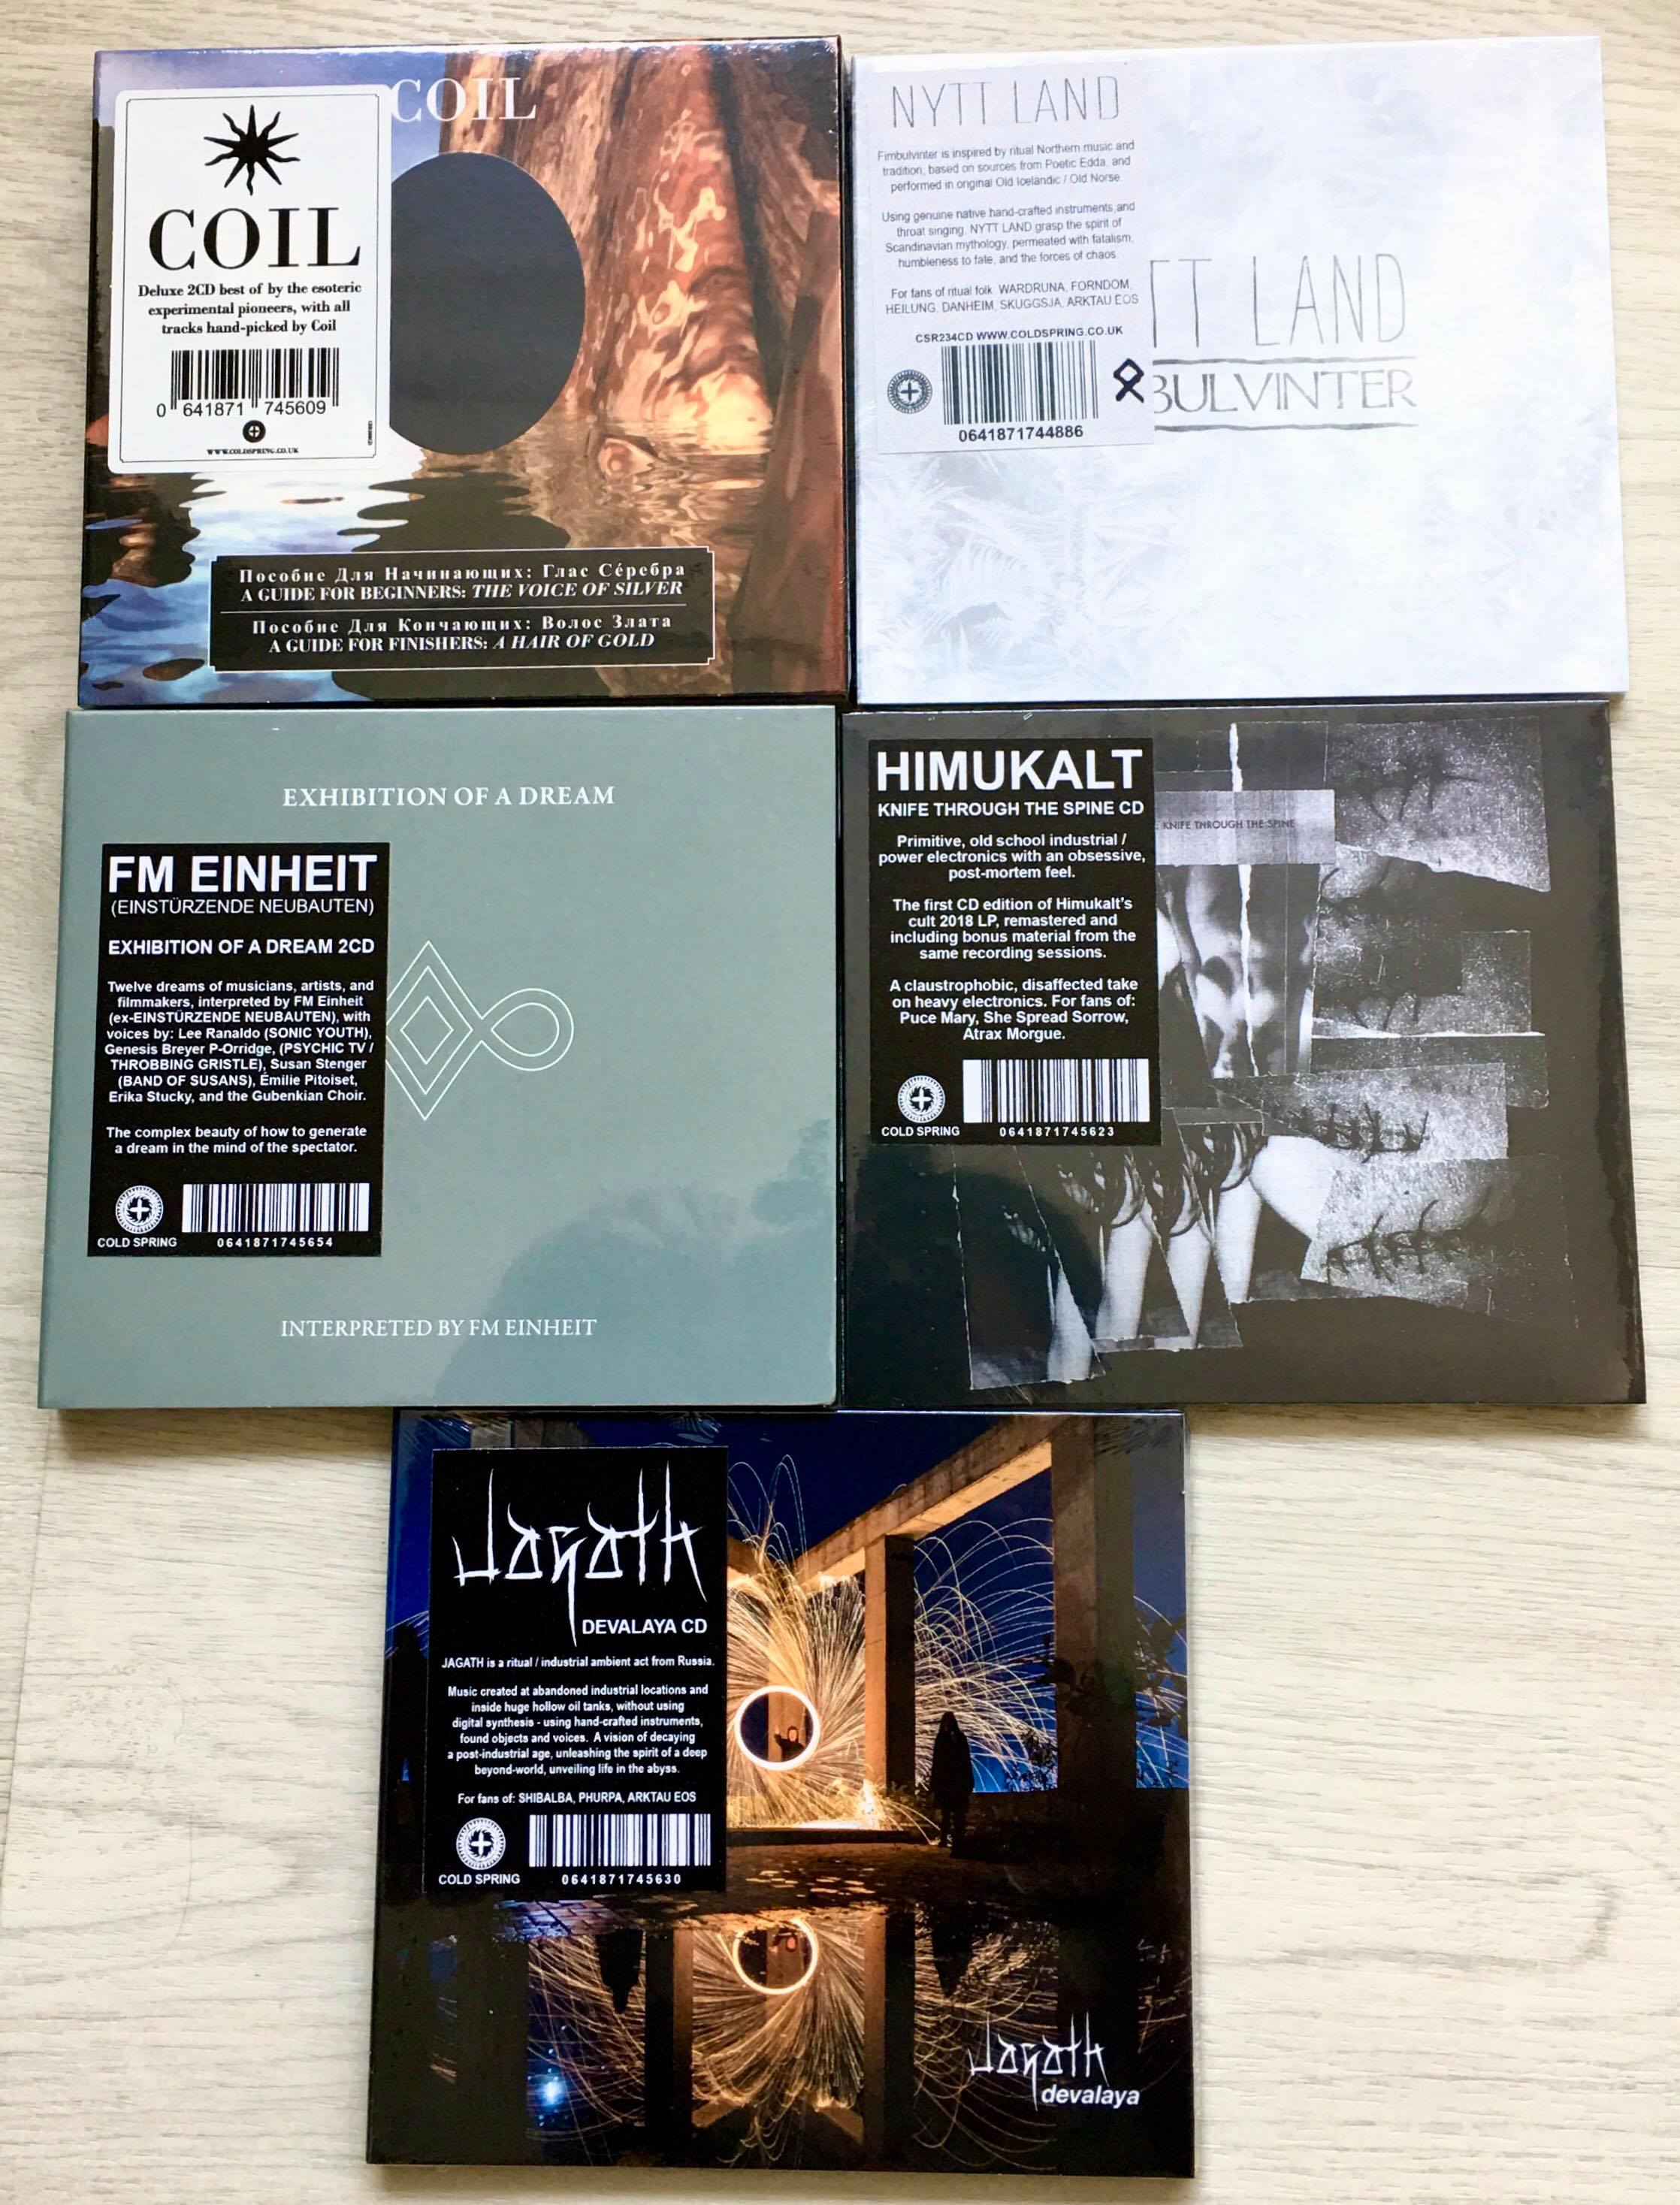 COIL
COIL
Deluxe 2CD best of by the esoteric
experimental pioneers, with all
tracks hand-picked by Coil
0 641871 745609
WWW.COLDSPRING.CO.UK
Пособие Для Начинающих: Глас Сéребра
A GUIDE FOR BEGINNERS: THE VOICE OF SILVER
Пособие Для Кончающих: Волос Злата
A GUIDE FOR FINISHERS: A HAIR OF GOLD
NYTT LAND
Fimbulvinter is inspired by ritual Northern music and
tradition, based on sources from Poetic Edda, and
performed in original Old Icelandic / Old Norse.
Using genuine native hand-crafted instruments and
throat singing, NYTT LAND grasp the spirit of
Scandinavian mythology, permeated with fatalism,
humbleness to fate, and the forces of chaos.
For fans of ritual folk WARDRUNA, FORNDOM,
HEILUNG, DANHEIM, SKUGGSJA, ARKTAU EOS
CSR234CD WWW.COLDSPRING.CO.UK
0641871744886
TT LAND
BULVINTER
EXHIBITION OF A DREAM
FM EINHEIT
(EINSTÜRZENDE NEUBAUTEN)
EXHIBITION OF A DREAM 2CD
Twelve dreams of musicians, artists, and
filmmakers, interpreted by FM Einheit
(ex-EINSTÜRZENDE NEUBAUTEN), with
voices by: Lee Ranaldo (SONIC YOUTH),
Genesis Breyer P-Orridge, (PSYCHIC TV /
THROBBING GRISTLE), Susan Stenger
(BAND OF SUSANS), Émilie Pitoiset,
Erika Stucky, and the Gubenkian Choir.
The complex beauty of how to generate
a dream in the mind of the spectator.
COLD SPRING
0641871745654
INTERPRETED BY FM EINHEIT
HIMUKALT
KNIFE THROUGH THE SPINE CD
Primitive, old school industrial /
power electronics with an obsessive,
post-mortem feel.
The first CD edition of Himukalt's
cult 2018 LP, remastered and
including bonus material from the
same recording sessions.
A claustrophobic, disaffected take
on heavy electronics. For fans of:
Puce Mary, She Spread Sorrow,
Atrax Morgue.
COLD SPRING
0641871745623
KNIFE THROUGH THE SPINE
Jagath
DEVALAYA CD
JAGATH is a ritual / industrial ambient act from Russia.
Music created at abandoned industrial locations and
inside huge hollow oil tanks, without using
digital synthesis - using hand-crafted instruments,
found objects and voices. A vision of decaying
a post-industrial age, unleashing the spirit of a deep
beyond-world, unveiling life in the abyss.
For fans of: SHIBALBA, PHURPA, ARKTAU EOS
COLD SPRING
0641871745630
Jagath
devalaya